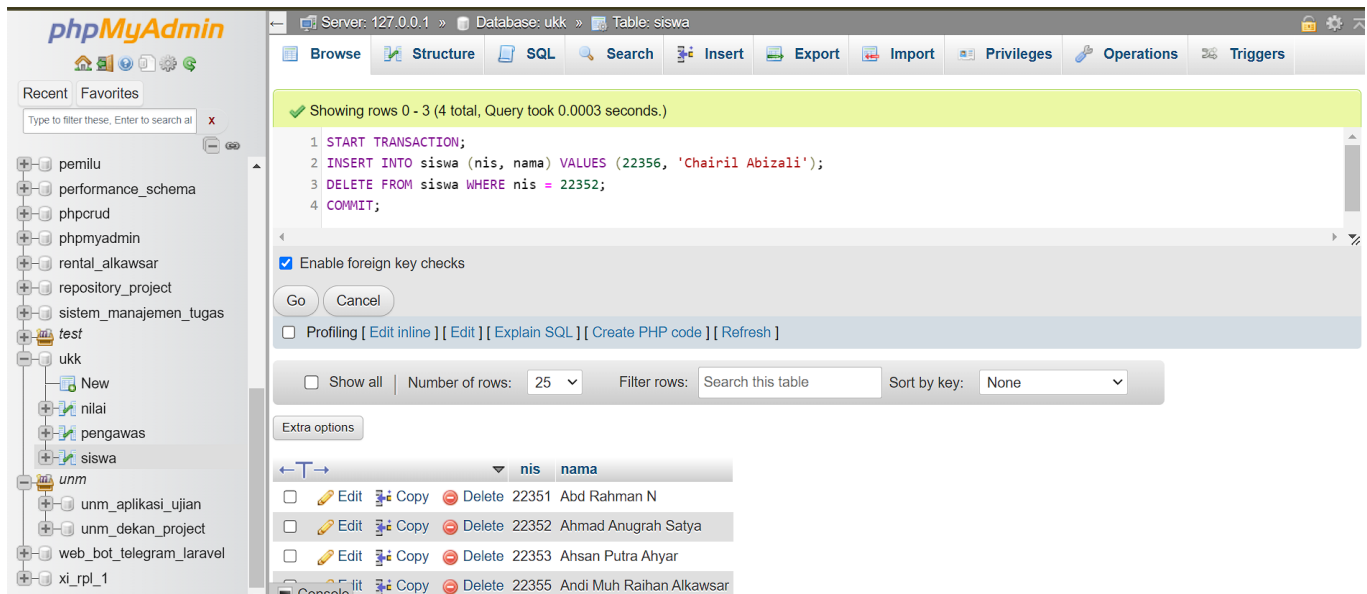 phpMyAdmin
Recent Favorites
Type to filter these, Enter to search al X
pemilu
performance_schema
phpcrud
phpmyadmin
rental_alkawsar
repository_project
sistem_manajemen_tugas
test
ukk
New
nilai
pengawas
siswa
unm
unm_aplikasi_ujian
unm_dekan_project
web_bot_telegram_laravel
xi_rpl_1
Server: 127.0.0.1 » Database: ukk » Table: siswa
Browse Structure SQL Search Insert Export Import Privileges Operations Triggers
Showing rows 0 - 3 (4 total, Query took 0.0003 seconds.)
1 START TRANSACTION;
2 INSERT INTO siswa (nis, nama) VALUES (22356, 'Chairil Abizali');
3 DELETE FROM siswa WHERE nis = 22352;
4 COMMIT;
Enable foreign key checks
Go Cancel
Profiling [ Edit inline ] [ Edit ] [ Explain SQL ] [ Create PHP code ] [ Refresh ]
Show all Number of rows: 25 Filter rows: Search this table Sort by key: None
Extra options
←T→ nis nama
Edit Copy Delete 22351 Abd Rahman N
Edit Copy Delete 22352 Ahmad Anugrah Satya
Edit Copy Delete 22353 Ahsan Putra Ahyar
Edit Copy Delete 22355 Andi Muh Raihan Alkawsar
Console